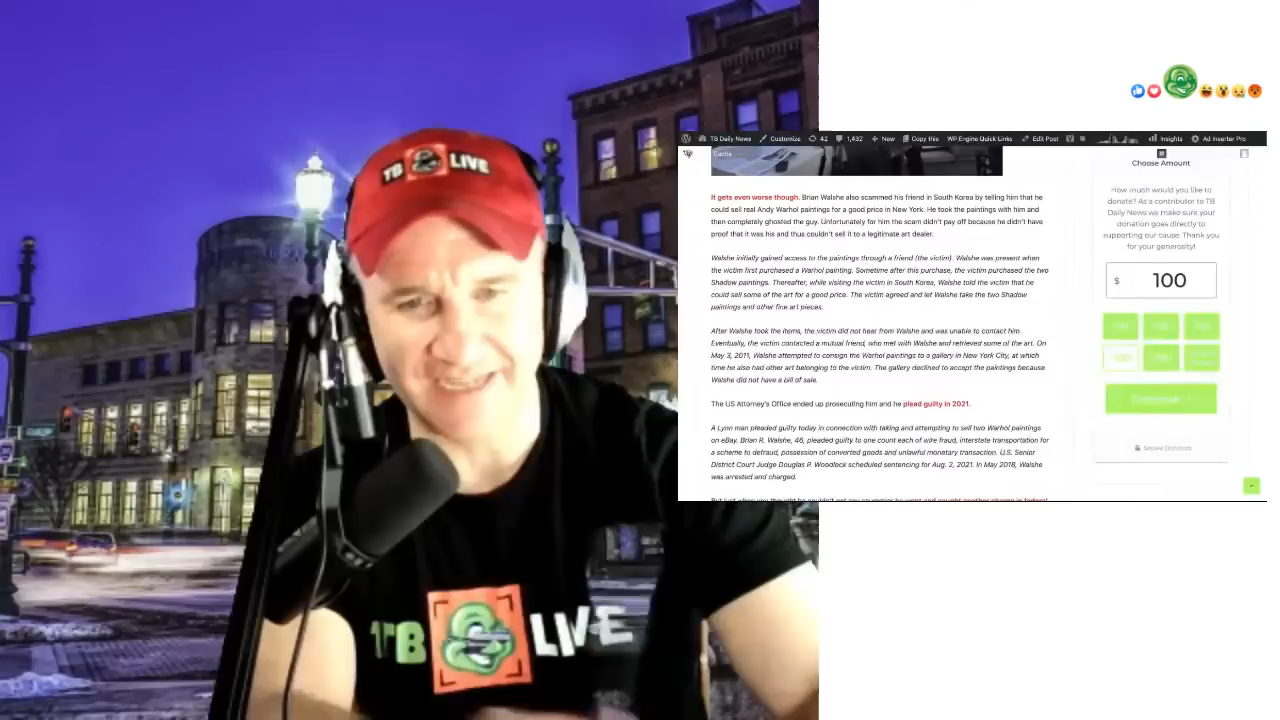 TB LIVE
TB LIVE
TB Daily News Customize 42 1,432 New Copy this WP Engine Quick Links Edit Post Insights Ad Inserter Pro
It gets even worse though. Brian Walshe also scammed his friend in South Korea by telling him that he
could sell real Andy Warhol paintings for a good price in New York. He took the paintings with him and
then completely ghosted the guy. Unfortunately for him the scam didn't pay off because he didn't have
proof that it was his and thus couldn't sell it to a legitimate art dealer.
Walshe initially gained access to the paintings through a friend (the victim). Walshe was present when
the victim first purchased a Warhol painting. Sometime after this purchase, the victim purchased the two
Shadow paintings. Thereafter, while visiting the victim in South Korea, Walshe told the victim that he
could sell some of the art for a good price. The victim agreed and let Walshe take the two Shadow
paintings and other fine art pieces.
After Walshe took the items, the victim did not hear from Walshe and was unable to contact him.
Eventually, the victim contacted a mutual friend, who met with Walshe and retrieved some of the art. On
May 3, 2011, Walshe attempted to consign the Warhol paintings to a gallery in New York City, at which
time he also had other art belonging to the victim. The gallery declined to accept the paintings because
Walshe did not have a bill of sale.
The US Attorney's Office ended up prosecuting him and he plead guilty in 2021.
A Lynn man pleaded guilty today in connection with taking and attempting to sell two Warhol paintings
on eBay. Brian R. Walshe, 46, pleaded guilty to one count each of wire fraud, interstate transportation for
a scheme to defraud, possession of converted goods and unlawful monetary transaction. U.S. Senior
District Court Judge Douglas P. Woodlock scheduled sentencing for Aug. 2, 2021. In May 2018, Walshe
was arrested and charged.
Choose Amount
How much would you like to
donate? As a contributor to TB
Daily News we make sure your
donation goes directly to
supporting our cause. Thank you
for your generosity!
$ 100
Secure Donation